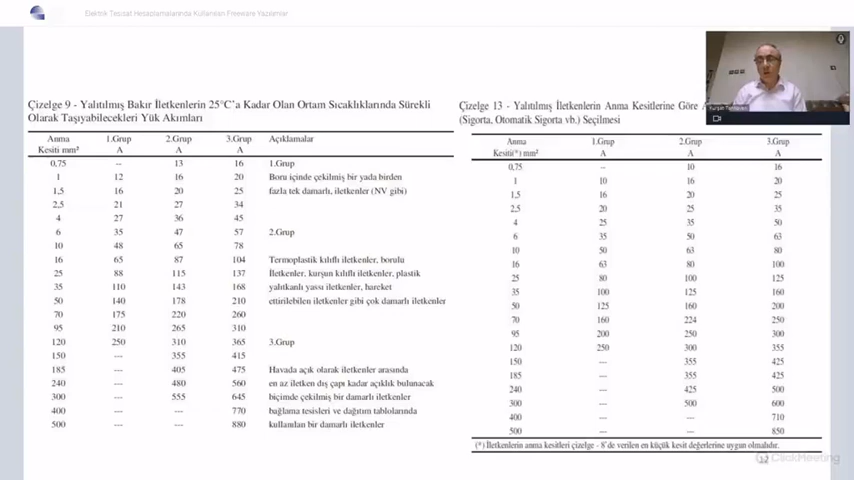 Elektrik Tesisat Hesaplamalarında Kullanılan Freeware Yazılımlar
Çizelge 9 - Yalıtılmış Bakır İletkenlerin 25°C'a Kadar Olan Ortam Sıcaklıklarında Sürekli
Olarak Taşıyabilecekleri Yük Akımları
Anma 1.Grup 2.Grup 3.Grup Açıklamalar
Kesiti mm² A A A
0,75 -- 13 16 1.Grup
1 12 16 20 Boru içinde çekilmiş bir yada birden
1,5 16 20 25 fazla tek damarlı, iletkenler (NV gibi)
2,5 21 27 34
4 27 36 45
6 35 47 57 2.Grup
10 48 65 78
16 65 87 104 Termoplastik kılıflı iletkenler, borulu
25 88 115 137 İletkenler, kurşun kılıflı iletkenler, plastik
35 110 143 168 yalıtkanlı yassı iletkenler, hareket
50 140 178 210 ettirilebilen iletkenler gibi çok damarlı iletkenler
70 175 220 260
95 210 265 310
120 250 310 365 3.Grup
150 --- 355 415
185 --- 405 475 Havada açık olarak iletkenler arasında
240 --- 480 560 en az iletken dış çapı kadar açıklık bulunacak
300 --- 555 645 biçimde çekilmiş bir damarlı iletkenler
400 --- --- 770 bağlama tesisleri ve dağıtım tablolarında
500 --- --- 880 kullanılan bir damarlı iletkenler
Çizelge 13 - Yalıtılmış İletkenlerin Anma Kesitlerine Göre
(Sigorta, Otomatik Sigorta vb.) Seçilmesi
Anma 1.Grup 2.Grup 3.Grup
Kesiti(*) mm² A A A
0,75 -- 10 16
1 10 16 20
1,5 16 20 25
2,5 20 25 35
4 25 35 50
6 35 50 63
10 50 63 80
16 63 80 100
25 80 100 125
35 100 125 160
50 125 160 200
70 160 224 250
95 200 250 300
120 250 300 355
150 --- 355 425
185 --- 355 425
240 --- 425 500
300 --- 500 600
400 --- --- 710
500 --- --- 850
(*) İletkenlerin anma kesitleri çizelge - 8'de verilen en küçük kesit değerlerine uygun olmalıdır.
12
ClickMeeting